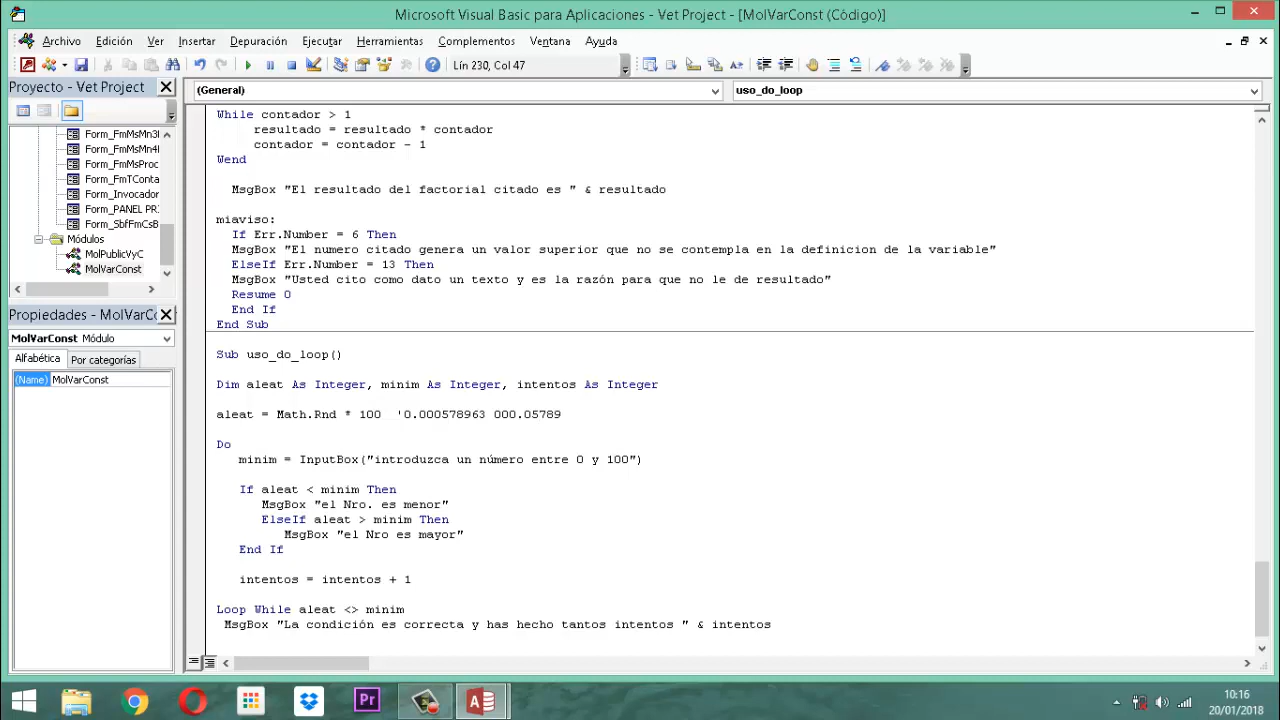 Microsoft Visual Basic para Aplicaciones - Vet Project - [MolVarConst (Código)]
Archivo Edición Ver Insertar Depuración Ejecutar Herramientas Complementos Ventana Ayuda
Lín 230, Col 47
Proyecto - Vet Project
(General)
uso_do_loop
Form_FmMsMn3
Form_FmMsMn4
Form_FmMsProc
Form_FmTConta
Form_Invocador
Form_PANEL PRI
Form_SbfFmCsB
Módulos
MolPublicVyC
MolVarConst
Propiedades - MolVarCo
MolVarConst Módulo
Alfabética Por categorías
(Name) MolVarConst
While contador > 1
resultado = resultado * contador
contador = contador - 1
Wend
MsgBox "El resultado del factorial citado es " & resultado
miaviso:
If Err.Number = 6 Then
MsgBox "El numero citado genera un valor superior que no se contempla en la definicion de la variable"
ElseIf Err.Number = 13 Then
MsgBox "Usted cito como dato un texto y es la razón para que no le de resultado"
Resume 0
End If
End Sub
Sub uso_do_loop()
Dim aleat As Integer, minim As Integer, intentos As Integer
aleat = Math.Rnd * 100 '0.000578963 000.05789
Do
minim = InputBox("introduzca un número entre 0 y 100")
If aleat < minim Then
MsgBox "el Nro. es menor"
ElseIf aleat > minim Then
MsgBox "el Nro es mayor"
End If
intentos = intentos + 1
Loop While aleat <> minim
MsgBox "La condición es correcta y has hecho tantos intentos " & intentos
Pr
A
10:16
20/01/2018